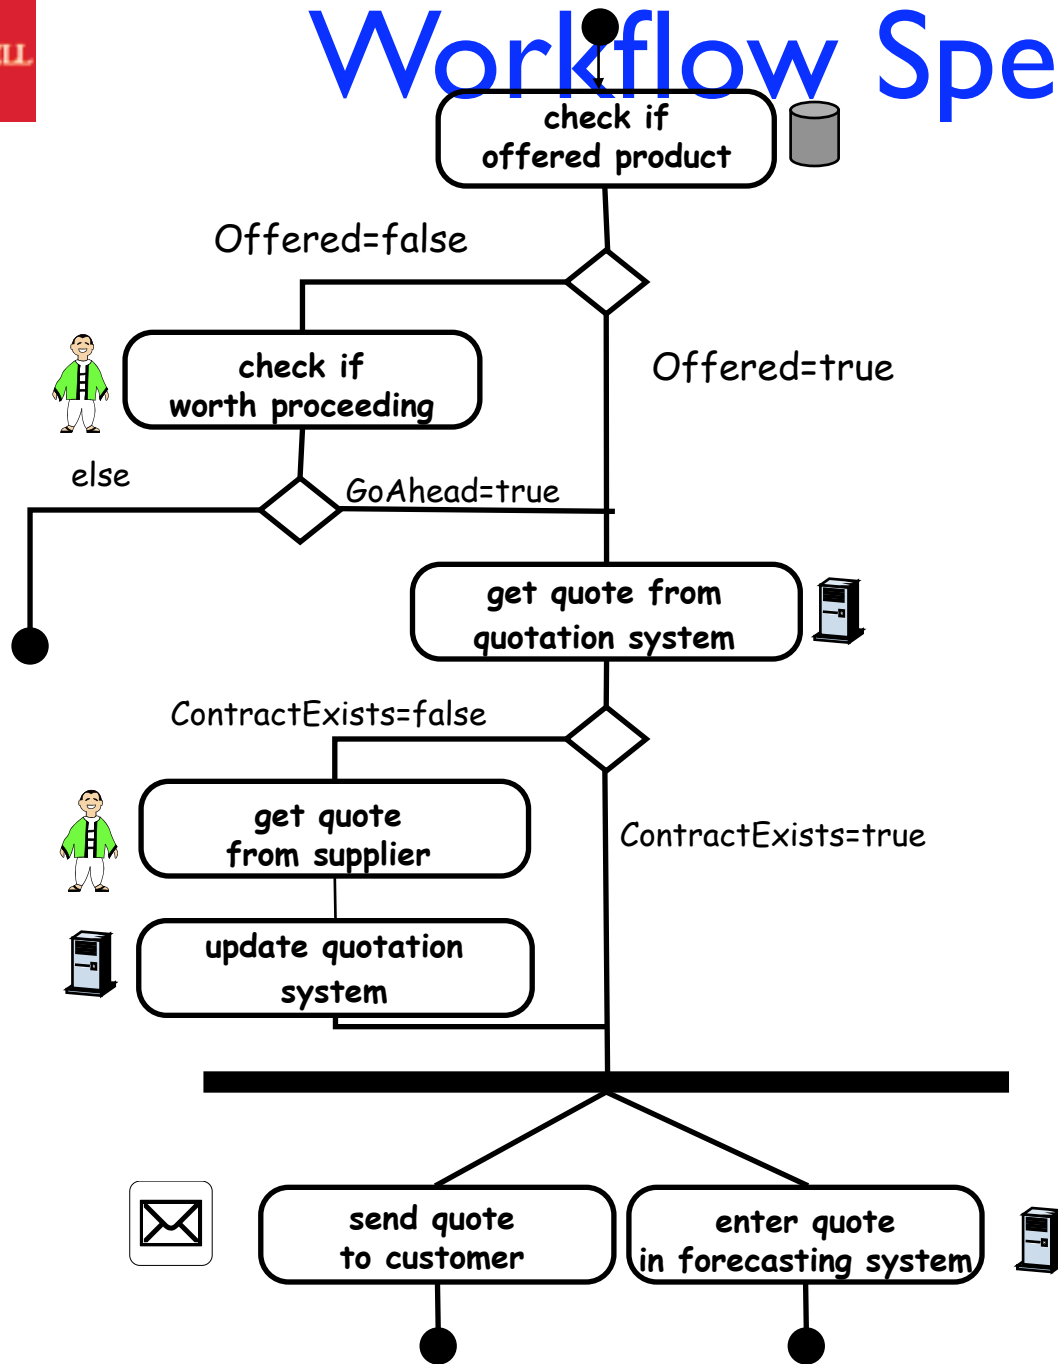 Workflow Spe
check if
offered product
Offered=false
Offered=true
check if
worth proceeding
else
GoAhead=true
get quote from
quotation system
ContractExists=false
ContractExists=true
get quote
from supplier
update quotation
system
send quote
to customer
enter quote
in forecasting system